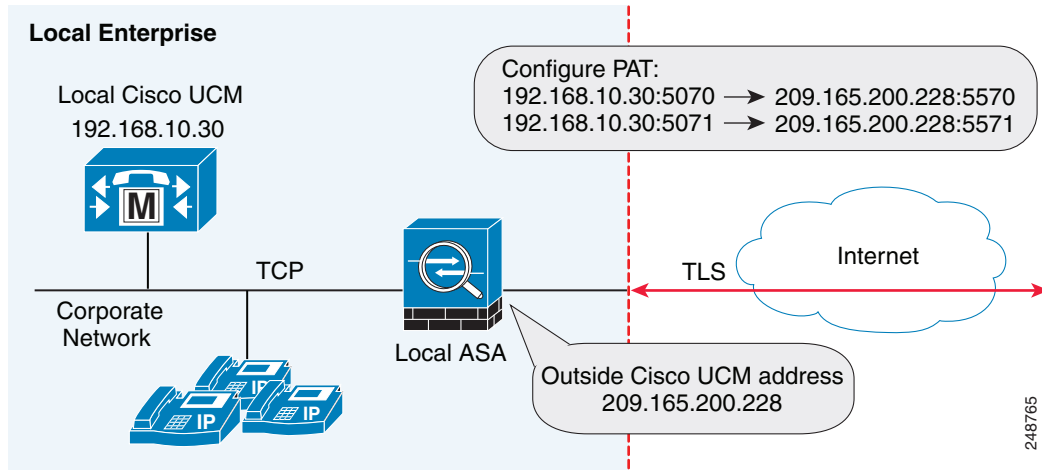 Local Enterprise
Configure PAT:
192.168.10.30:5070 → 209.165.200.228:5570
192.168.10.30:5071 → 209.165.200.228:5571
Local Cisco UCM
192.168.10.30
M
TCP
TLS
Internet
Corporate
Network
Local ASA
IP
IP
IP
Outside Cisco UCM address
209.165.200.228
248765